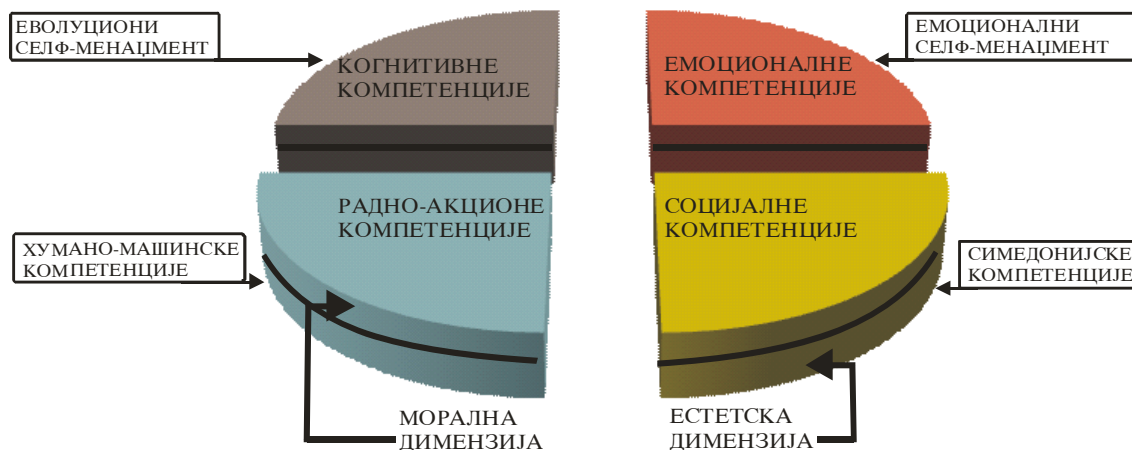 ЕВОЛУЦИОНИ
СЕЛФ-МЕНАЏМЕНТ
КОГНИТИВНЕ
КОМПЕТЕНЦИЈЕ
ЕМОЦИОНАЛНЕ
КОМПЕТЕНЦИЈЕ
ЕМОЦИОНАЛНИ
СЕЛФ-МЕНАЏМЕНТ
ХУМАНО-МАШИНСКЕ
КОМПЕТЕНЦИЈЕ
РАДНО-АКЦИОНЕ
КОМПЕТЕНЦИЈЕ
СОЦИЈАЛНЕ
КОМПЕТЕНЦИЈЕ
СИМЕДОНИЈСКЕ
КОМПЕТЕНЦИЈЕ
МОРАЛНА
ДИМЕНЗИЈА
ЕСТЕТСКА
ДИМЕНЗИЈА